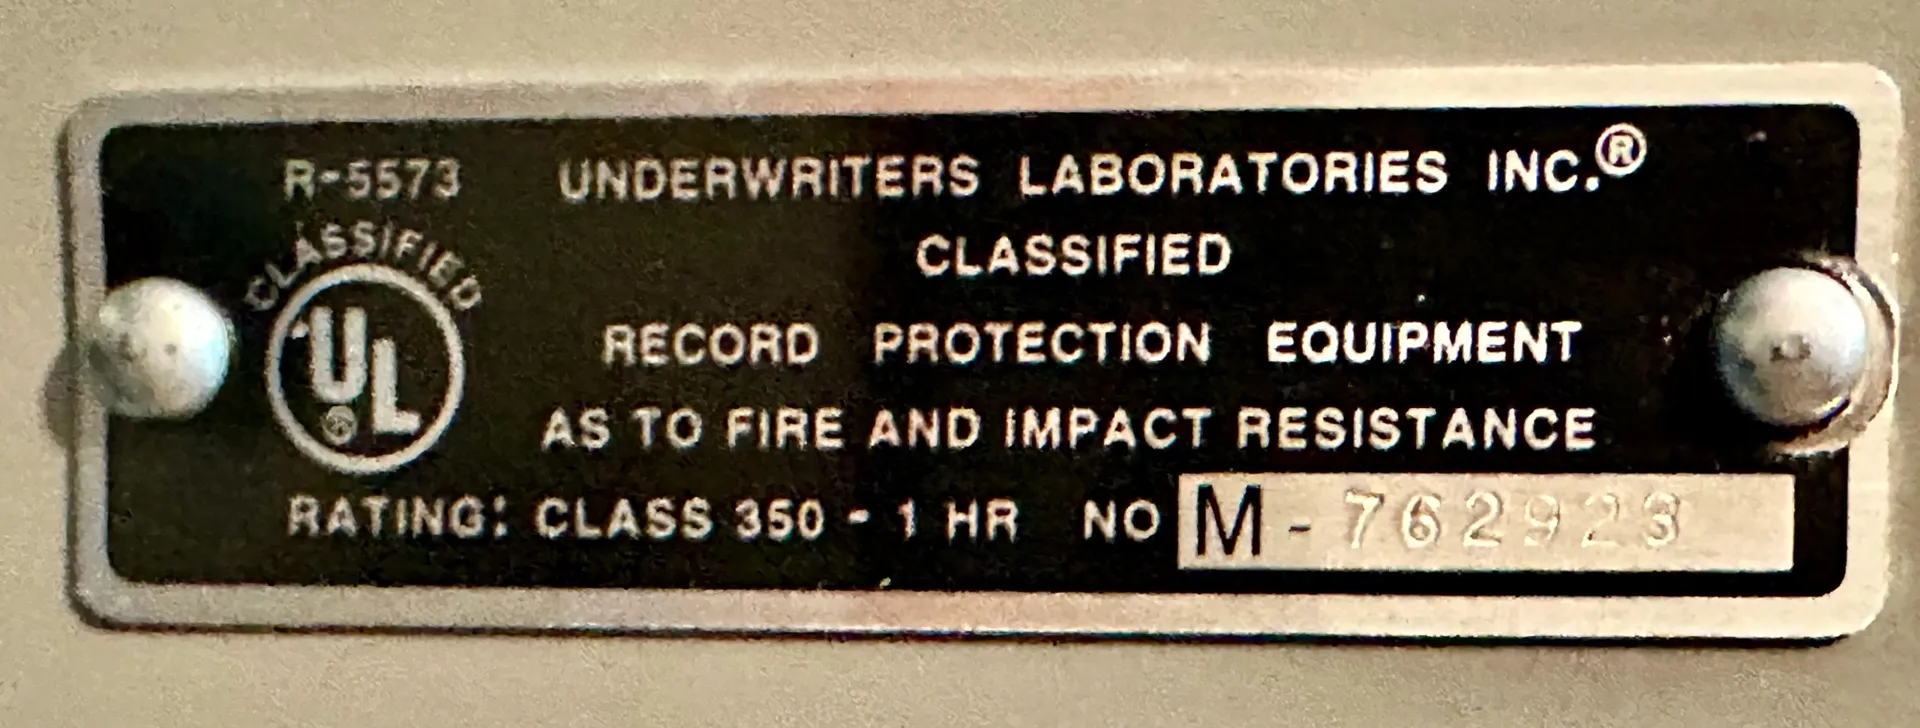 R-5573 UNDERWRITERS LABORATORIES INC.®
CLASSIFIED
CLASSIFIED
UL®
RECORD PROTECTION EQUIPMENT
AS TO FIRE AND IMPACT RESISTANCE
RATING: CLASS 350 - 1 HR NO M-762923